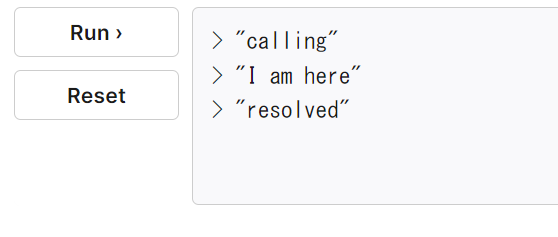 Run ›
Reset
> "calling"
> "I am here"
> "resolved"